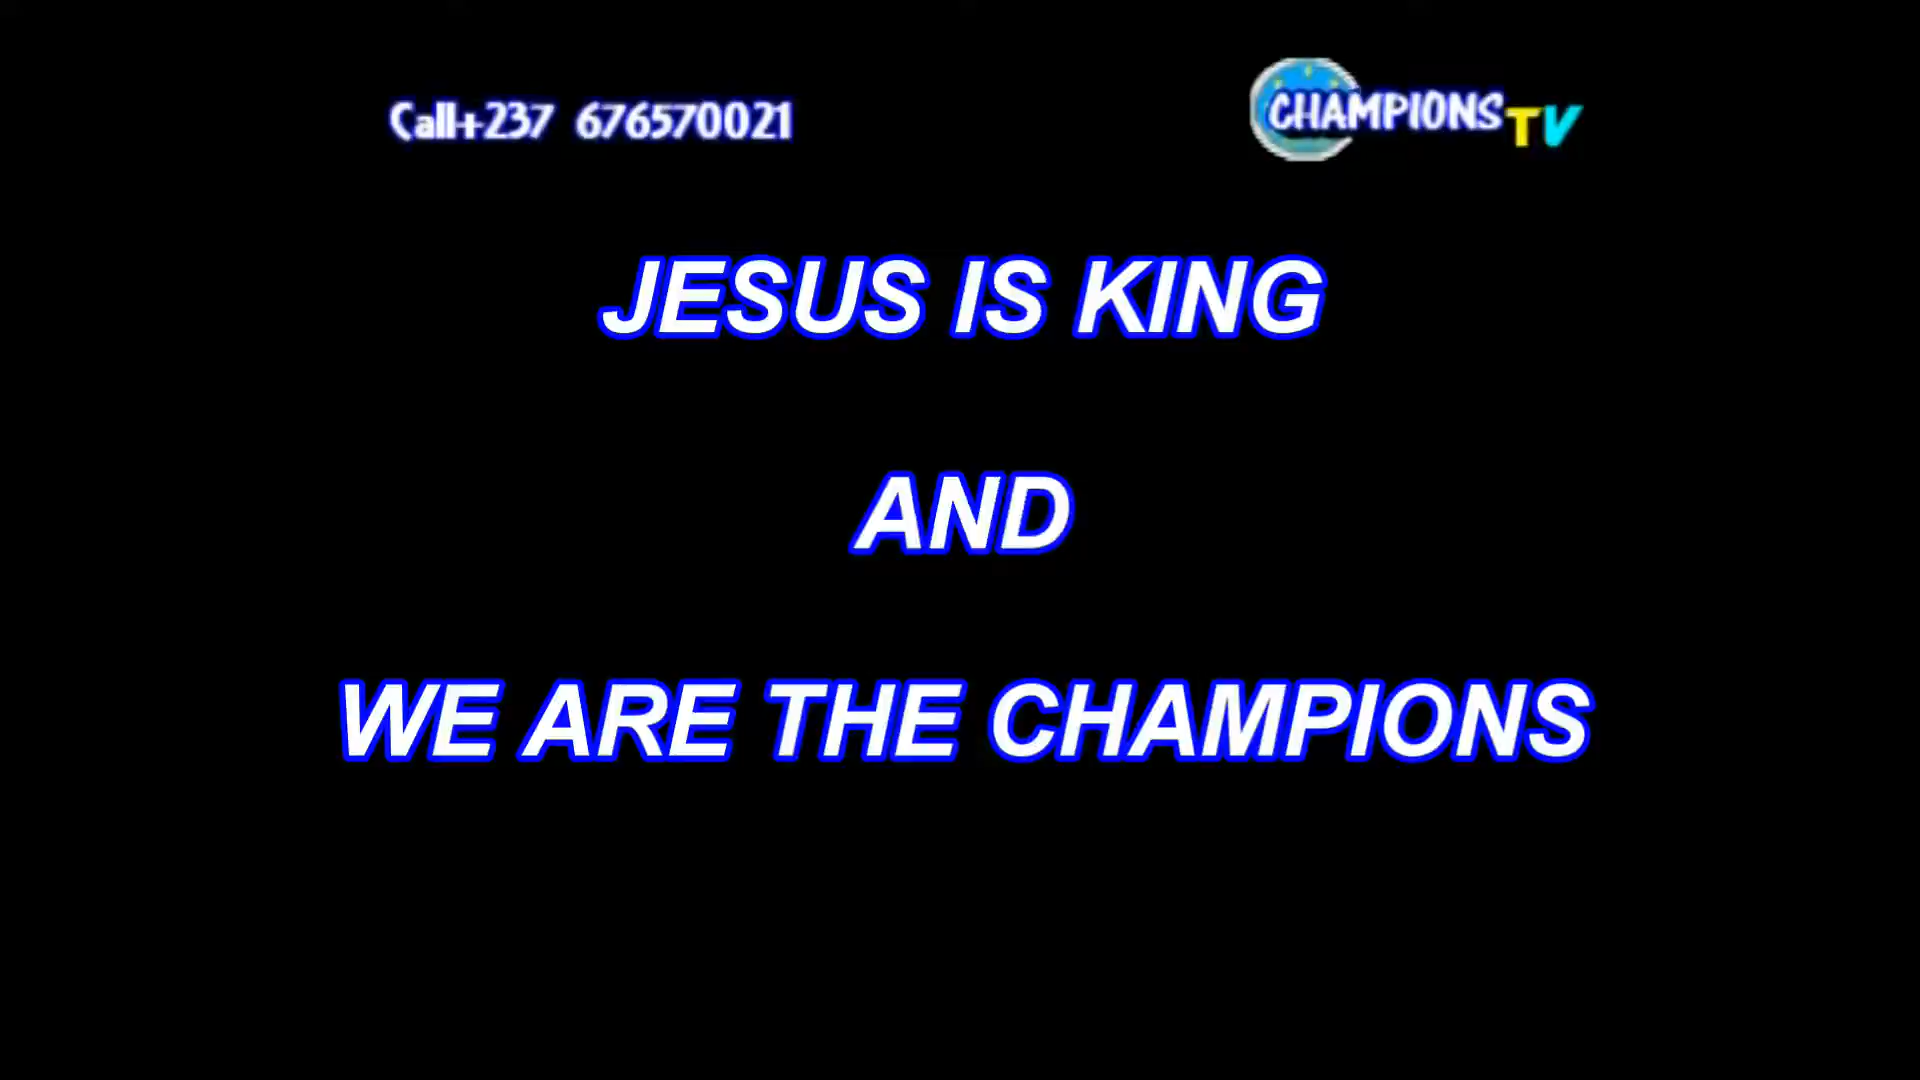 Call+237 676570021
CHAMPIONS TV
JESUS IS KING
AND
WE ARE THE CHAMPIONS